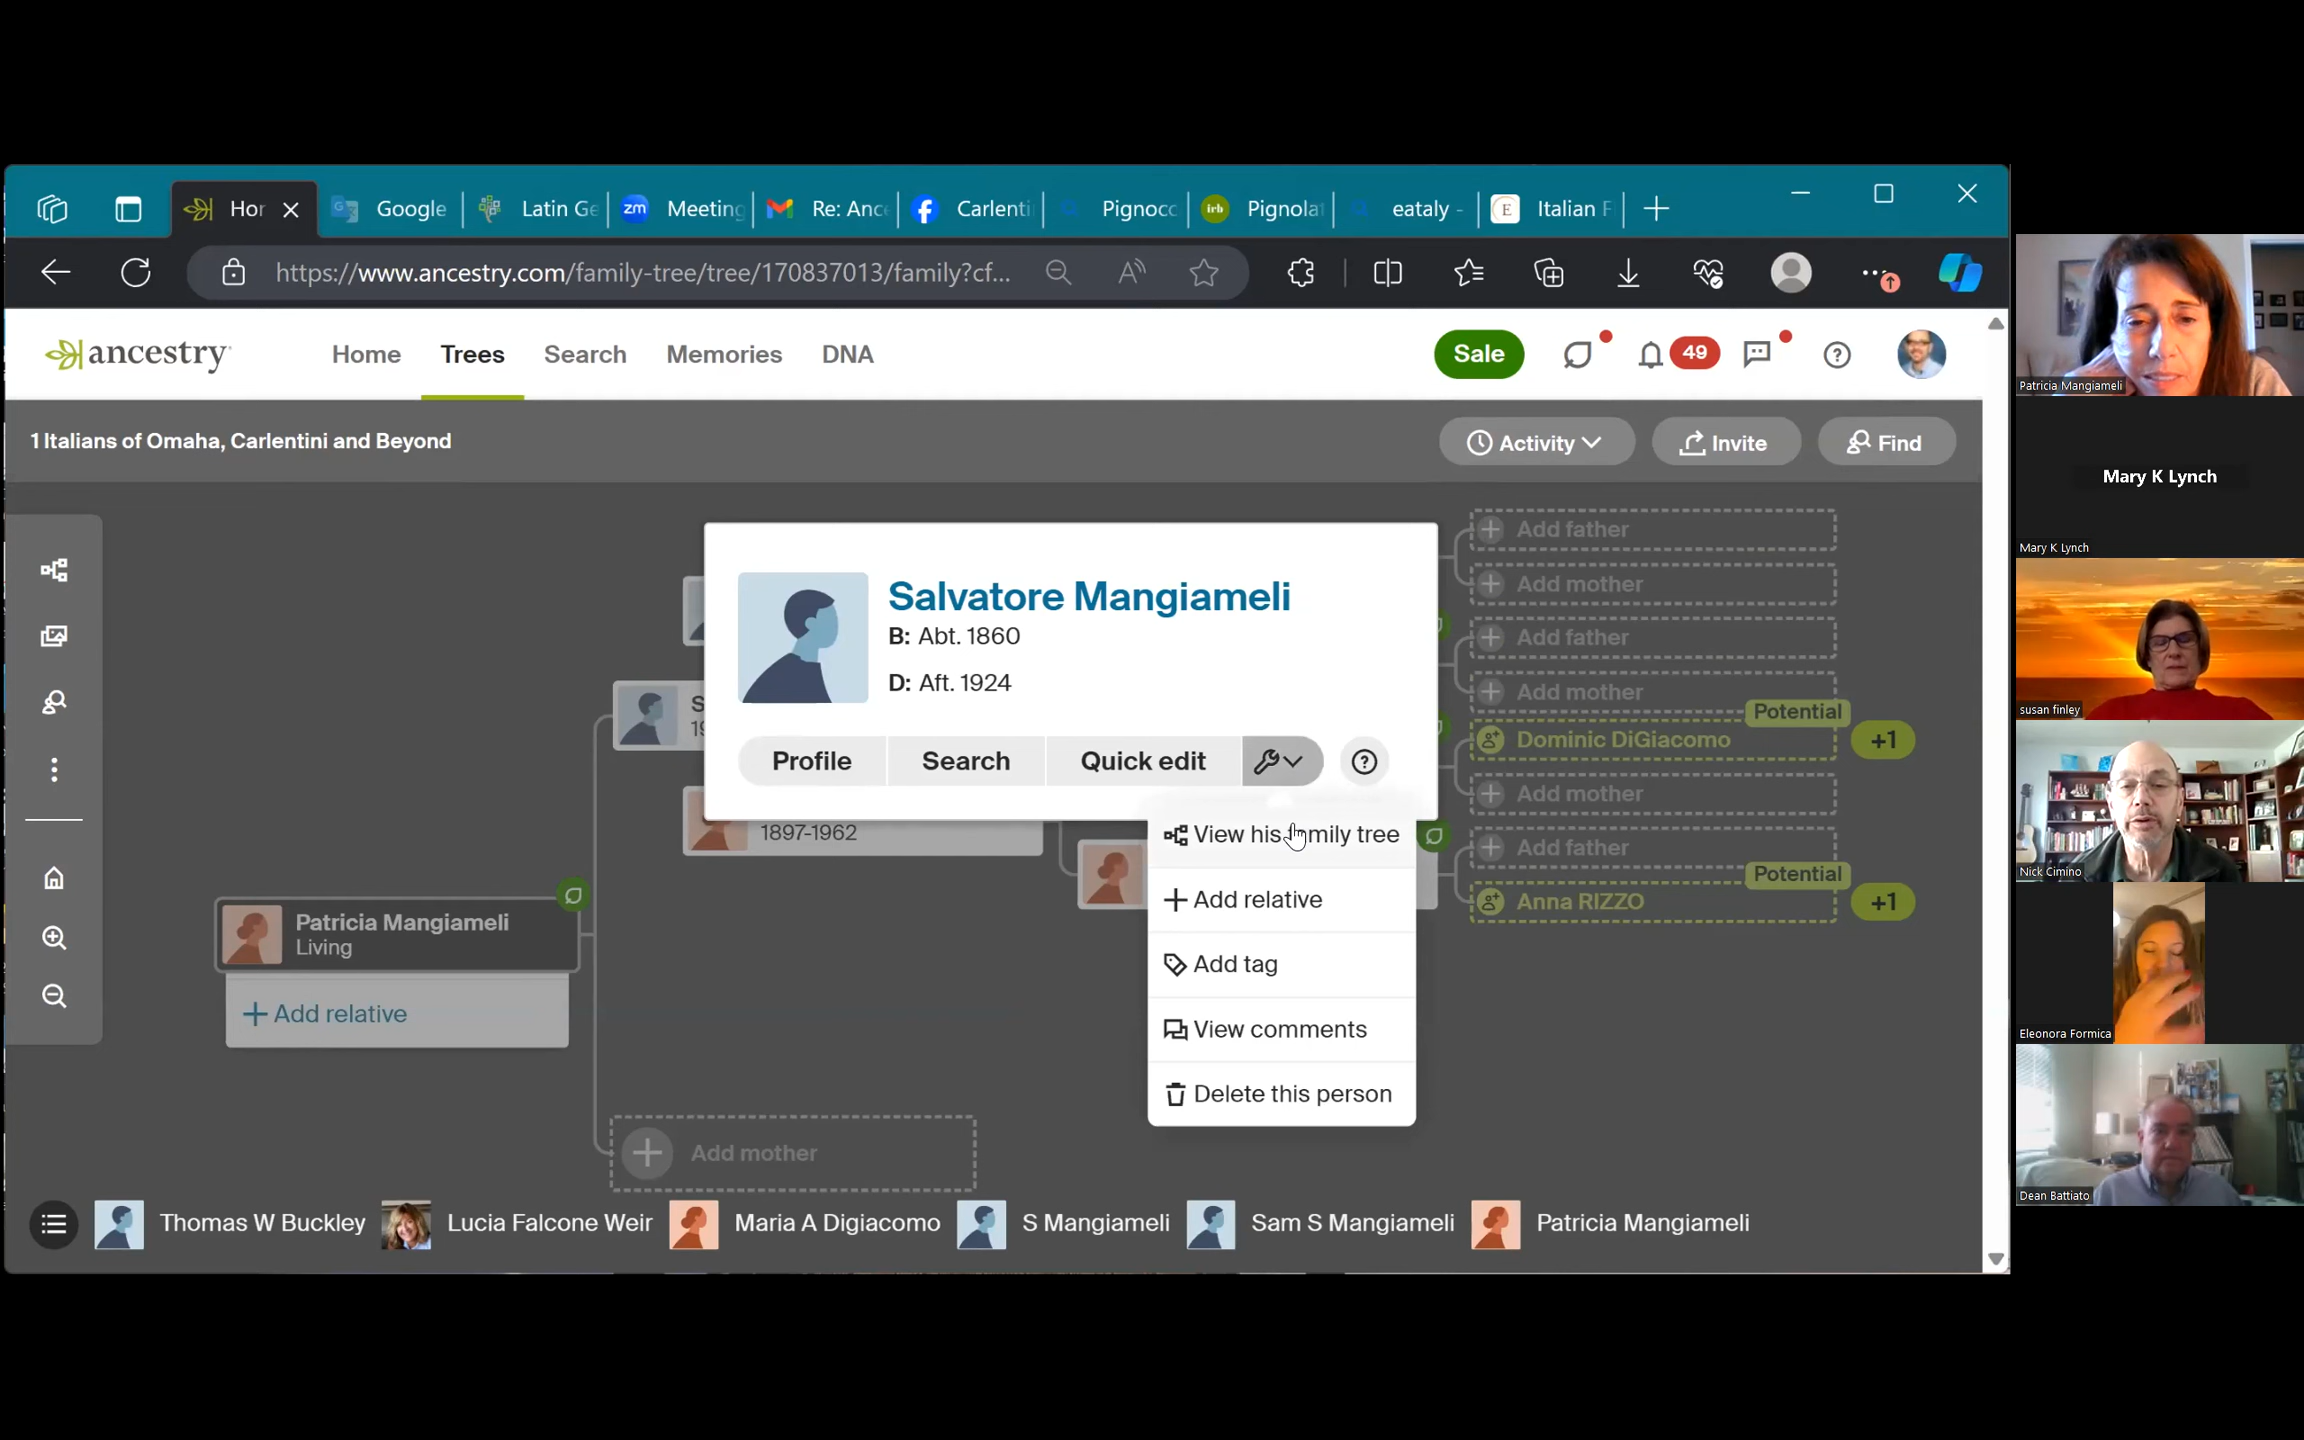 Hor
Google
Latin Ge
zm
Meeting
Re: Anc
Carlenti
Pignocc
irb
Pignolat
eataly -
E
Italian F
https://www.ancestry.com/family-tree/tree/170837013/family?cf...
ancestry
Home
Trees
Search
Memories
DNA
Sale
49
1 Italians of Omaha, Carlentini and Beyond
Activity
Invite
Find
Salvatore Mangiameli
B: Abt. 1860
D: Aft. 1924
Profile
Search
Quick edit
View his family tree
Add relative
Add tag
View comments
Delete this person
1897-1962
Patricia Mangiameli
Living
Add relative
Add mother
Add father
Add mother
Add father
Add mother
Potential
Dominic DiGiacomo
+1
Add mother
Add father
Potential
Anna RIZZO
+1
Thomas W Buckley
Lucia Falcone Weir
Maria A Digiacomo
S Mangiameli
Sam S Mangiameli
Patricia Mangiameli
Patricia Mangiameli
Mary K Lynch
Mary K Lynch
susan finley
Nick Cimino
Eleonora Formica
Dean Battiato